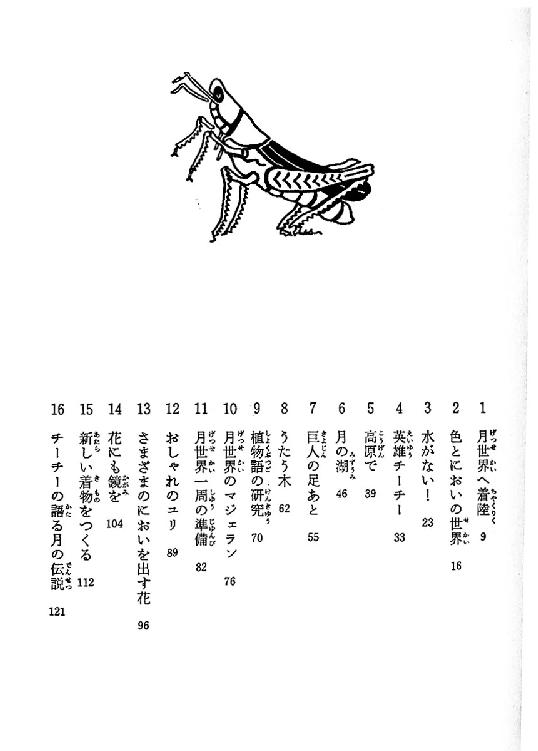 1 月世界へ着陸 9
2 色とにおいの世界 16
3 水がない! 23
4 英雄チーチー 33
5 高原で 39
6 月の湖 46
7 巨人の足あと 55
8 うたう木 62
9 植物語の研究 70
10 月世界のマジェラン 76
11 月世界一周の準備 82
12 おしゃれのユリ 89
13 さまざまのにおいを出す花 96
14 花にも鏡を 104
15 新しい着物をつくる 112
16 チーチーの語る月の伝説 121